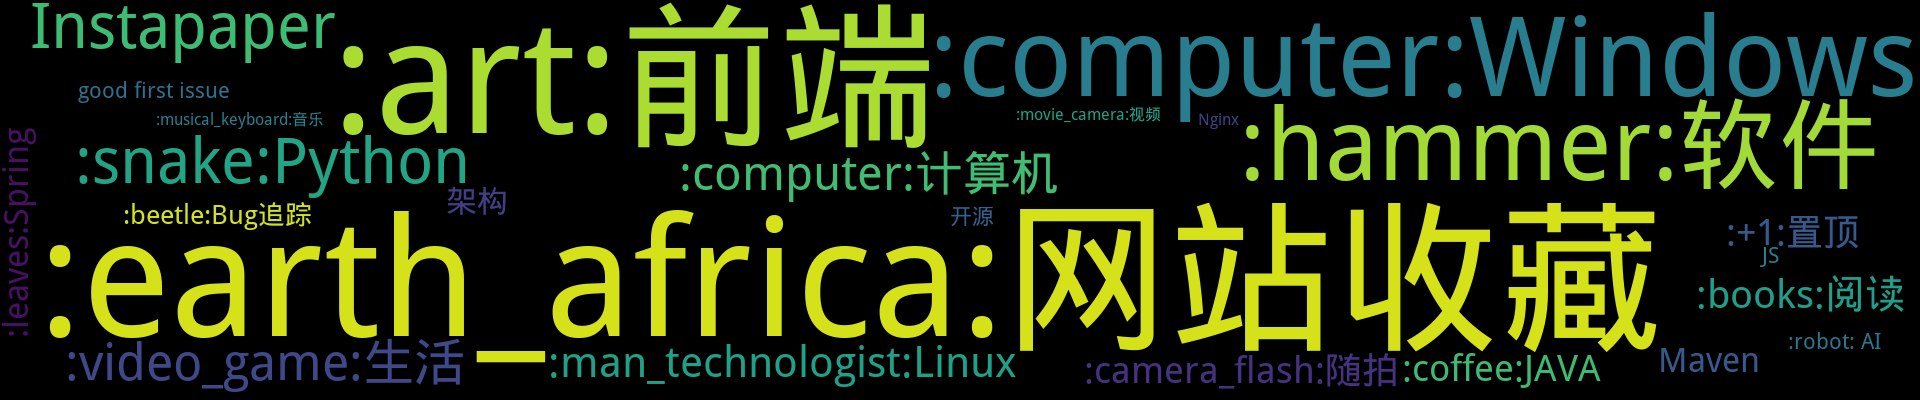 Instapaper
:art:前端
:computer:Windows
good first issue
:musical_keyboard:音乐
:movie_camera:视频
Nginx
:hammer:软件
:snake:Python
:computer:计算机
:leaves:Spring
架构
:beetle:Bug追踪
开源
:earth_africa:网站收藏
:+1:置顶
JS
:books:阅读
:robot: AI
:video_game:生活
:man_technologist:Linux
:camera_flash:随拍
:coffee:JAVA
Maven